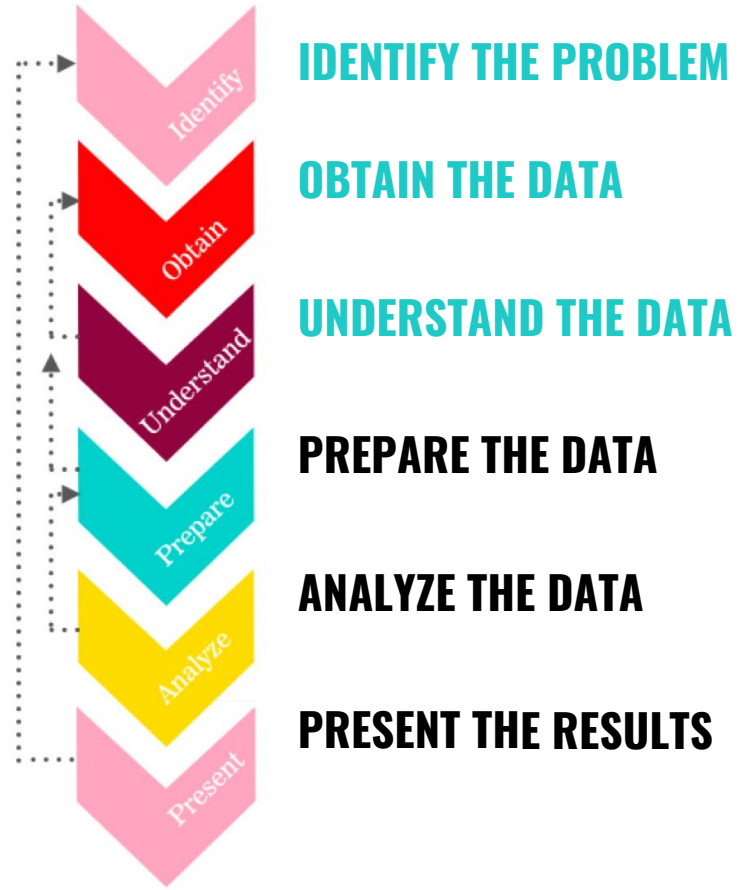 Identify
IDENTIFY THE PROBLEM
Obtain
OBTAIN THE DATA
Understand
UNDERSTAND THE DATA
Prepare
PREPARE THE DATA
Analyze
ANALYZE THE DATA
Present
PRESENT THE RESULTS